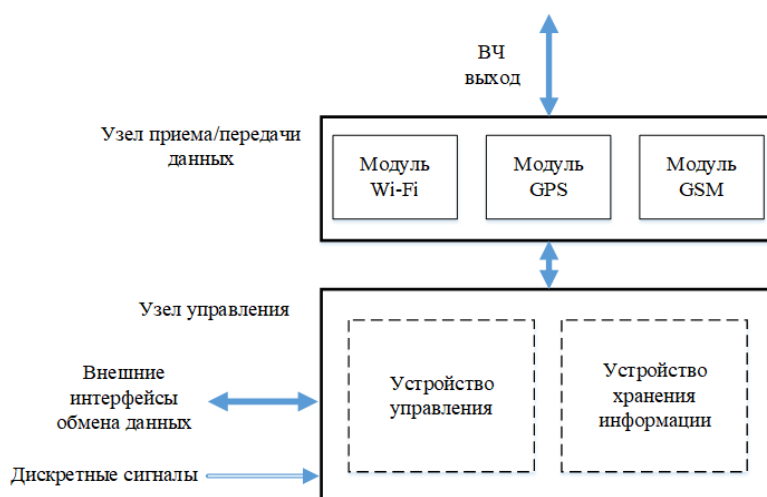 ВЧ
выход
Узел приема/передачи
данных
Модуль
Wi-Fi
Модуль
GPS
Модуль
GSM
Узел управления
Внешние
интерфейсы
обмена данных
Устройство
управления
Устройство
хранения
информации
Дискретные сигналы